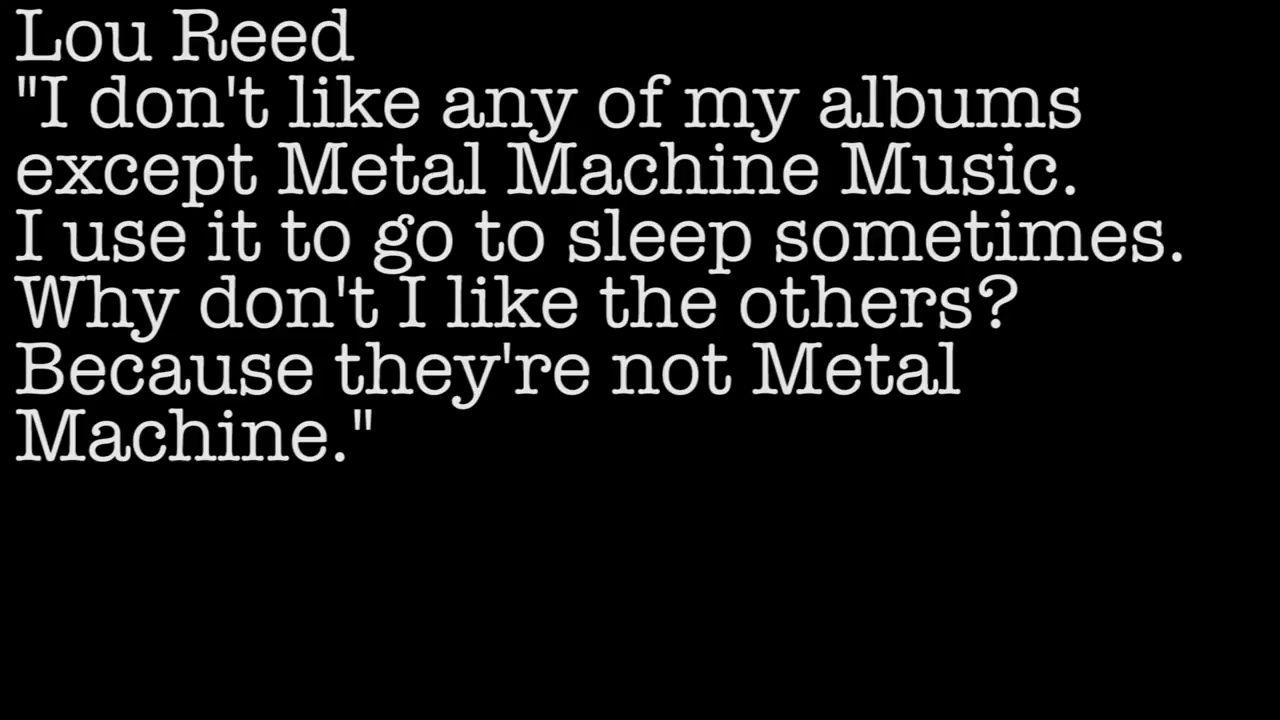 Lou Reed
"I don't like any of my albums
except Metal Machine Music.
I use it to go to sleep sometimes.
Why don't I like the others?
Because they're not Metal
Machine."